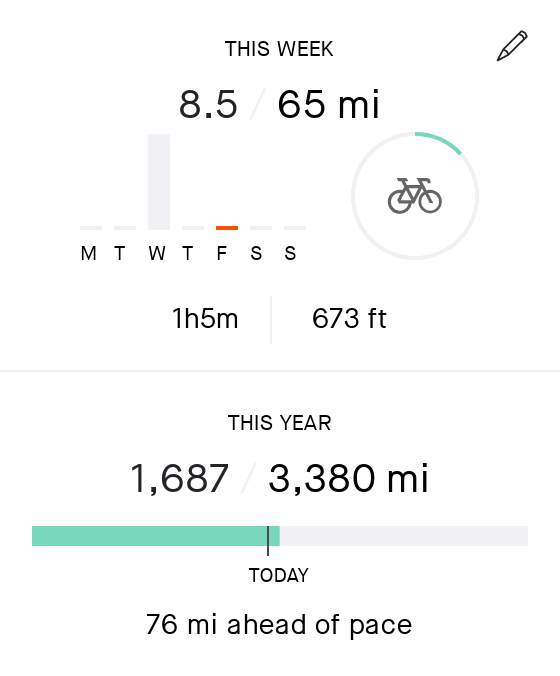 THIS WEEK
8.5 / 65 mi
M T W T F S S
1h5m 673 ft
THIS YEAR
1,687 / 3,380 mi
TODAY
76 mi ahead of pace